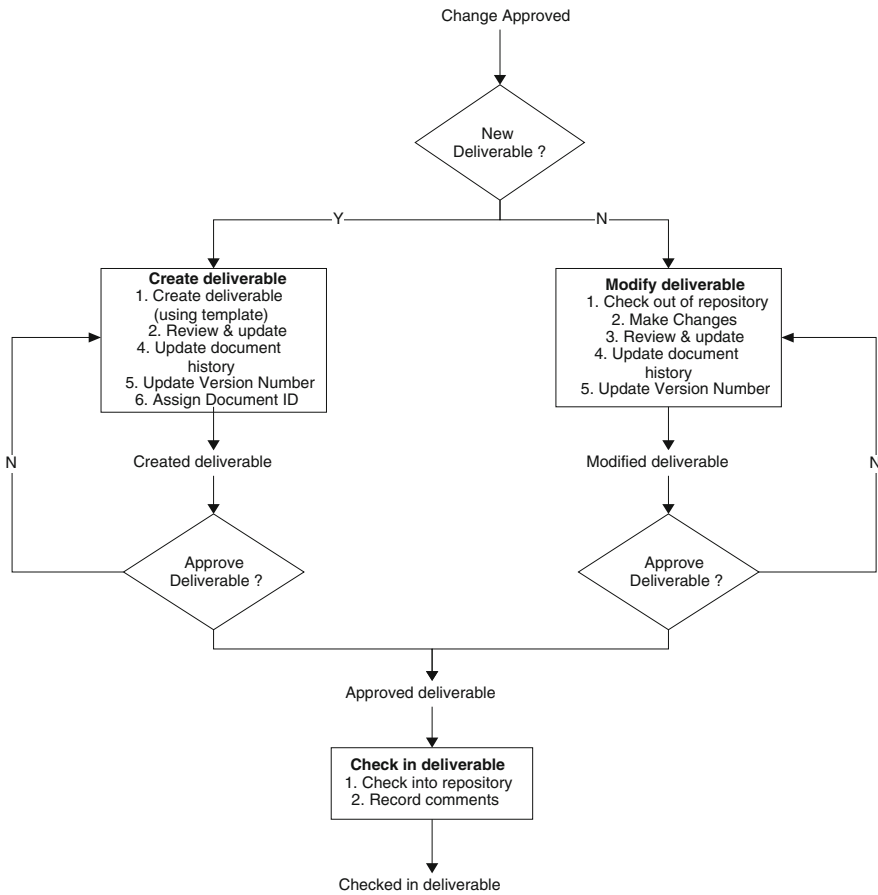 Change Approved
New
Deliverable ?
Y
N
Create deliverable
1. Create deliverable
(using template)
2. Review & update
4. Update document
history
5. Update Version Number
6. Assign Document ID
Modify deliverable
1. Check out of repository
2. Make Changes
3. Review & update
4. Update document
history
5. Update Version Number
N
Created deliverable
Modified deliverable
N
Approve
Deliverable ?
Approve
Deliverable ?
Approved deliverable
Check in deliverable
1. Check into repository
2. Record comments
Checked in deliverable